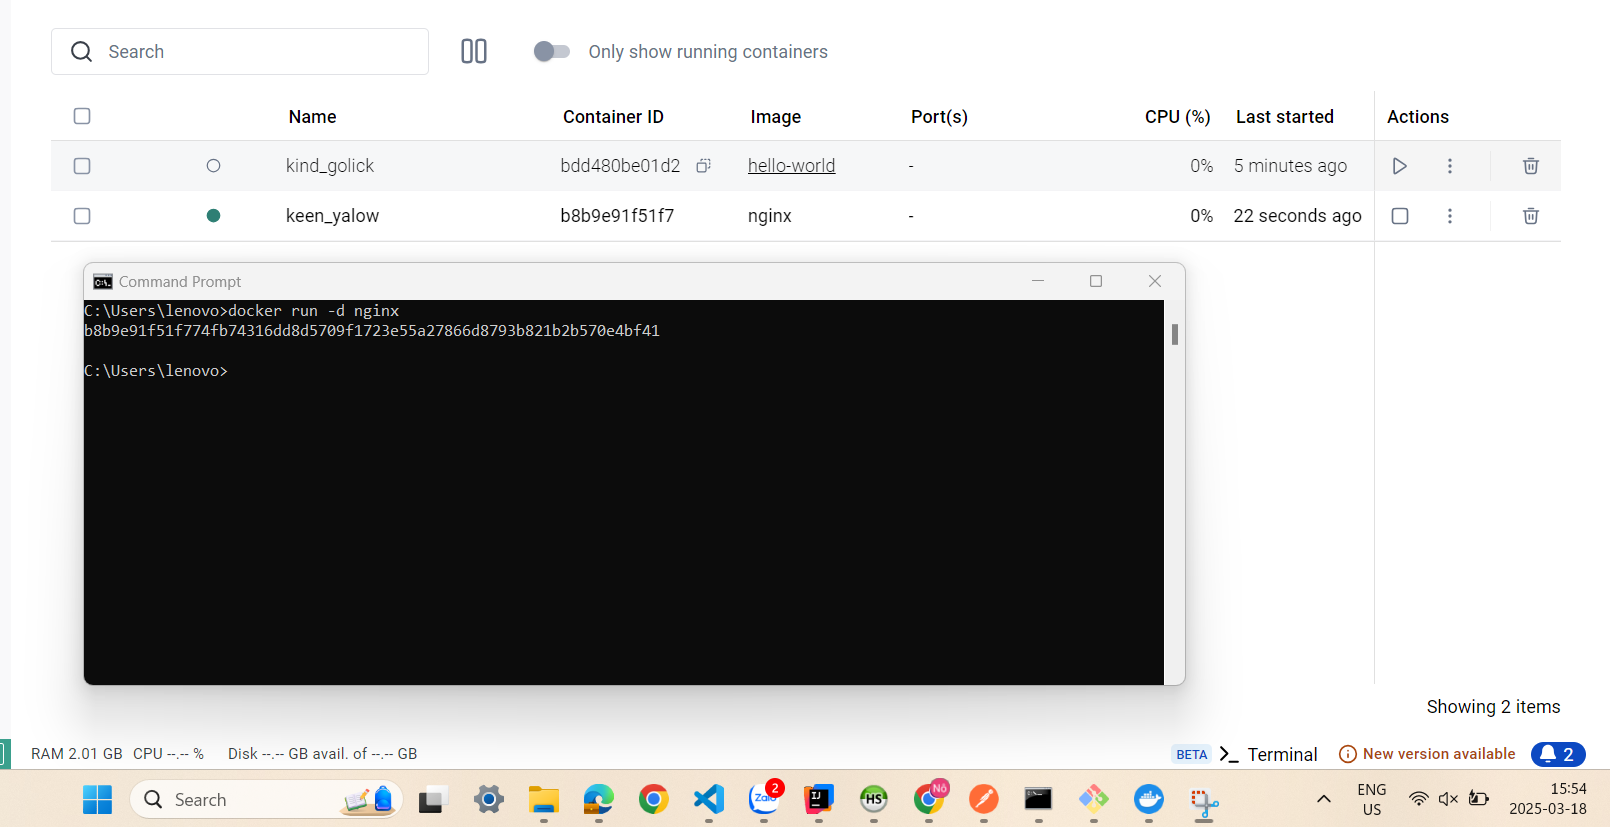 Search
Only show running containers
Name Container ID Image Port(s) CPU (%) Last started Actions
kind_golick bdd480be01d2 hello-world - 0% 5 minutes ago
keen_yalow b8b9e91f51f7 nginx - 0% 22 seconds ago
Command Prompt
C:\Users\lenovo>docker run -d nginx
b8b9e91f51f774fb74316dd8d5709f1723e55a27866d8793b821b2b570e4bf41
C:\Users\lenovo>
Showing 2 items
RAM 2.01 GB CPU --.-- % Disk --.-- GB avail. of --.-- GB BETA Terminal New version available 2
Search Zalo 2 IJ HS Nô ENG 15:54
US 2025-03-18